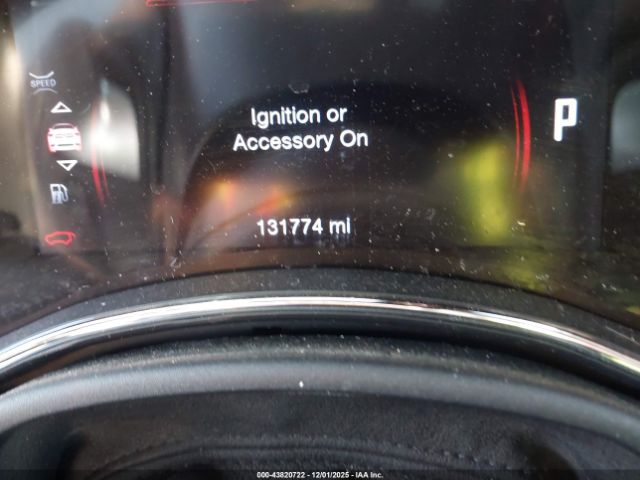 SPEED
Ignition or
Accessory On
P
131774 mi
000-43820722 - 12/01/2025 - IAA Inc.